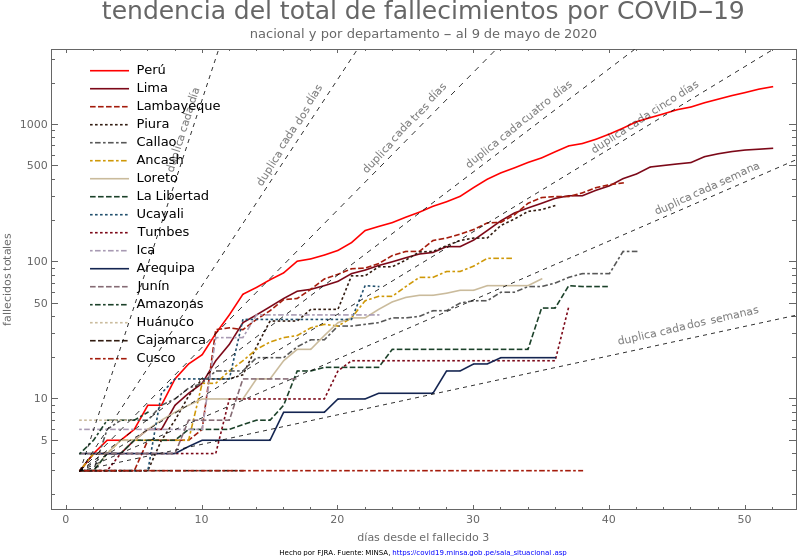 tendencia del total de fallecimientos por COVID−19
nacional y por departamento − al 9 de mayo de 2020
Perú
Lima
Lambayeque
Piura
Callao
Ancash
Loreto
La Libertad
Ucayali
Tumbes
Ica
Arequipa
Junín
Amazonas
Huánuco
Cajamarca
Cusco
duplica cada día
duplica cada dos días
duplica cada tres días
duplica cada cuatro días
duplica cada cinco días
duplica cada semana
duplica cada dos semanas
fallecidos totales
1000
500
100
50
10
5
0 10 20 30 40 50
días desde el fallecido 3
Hecho por FJRA. Fuente: MINSA, https://covid19.minsa.gob.pe/sala_situacional.asp